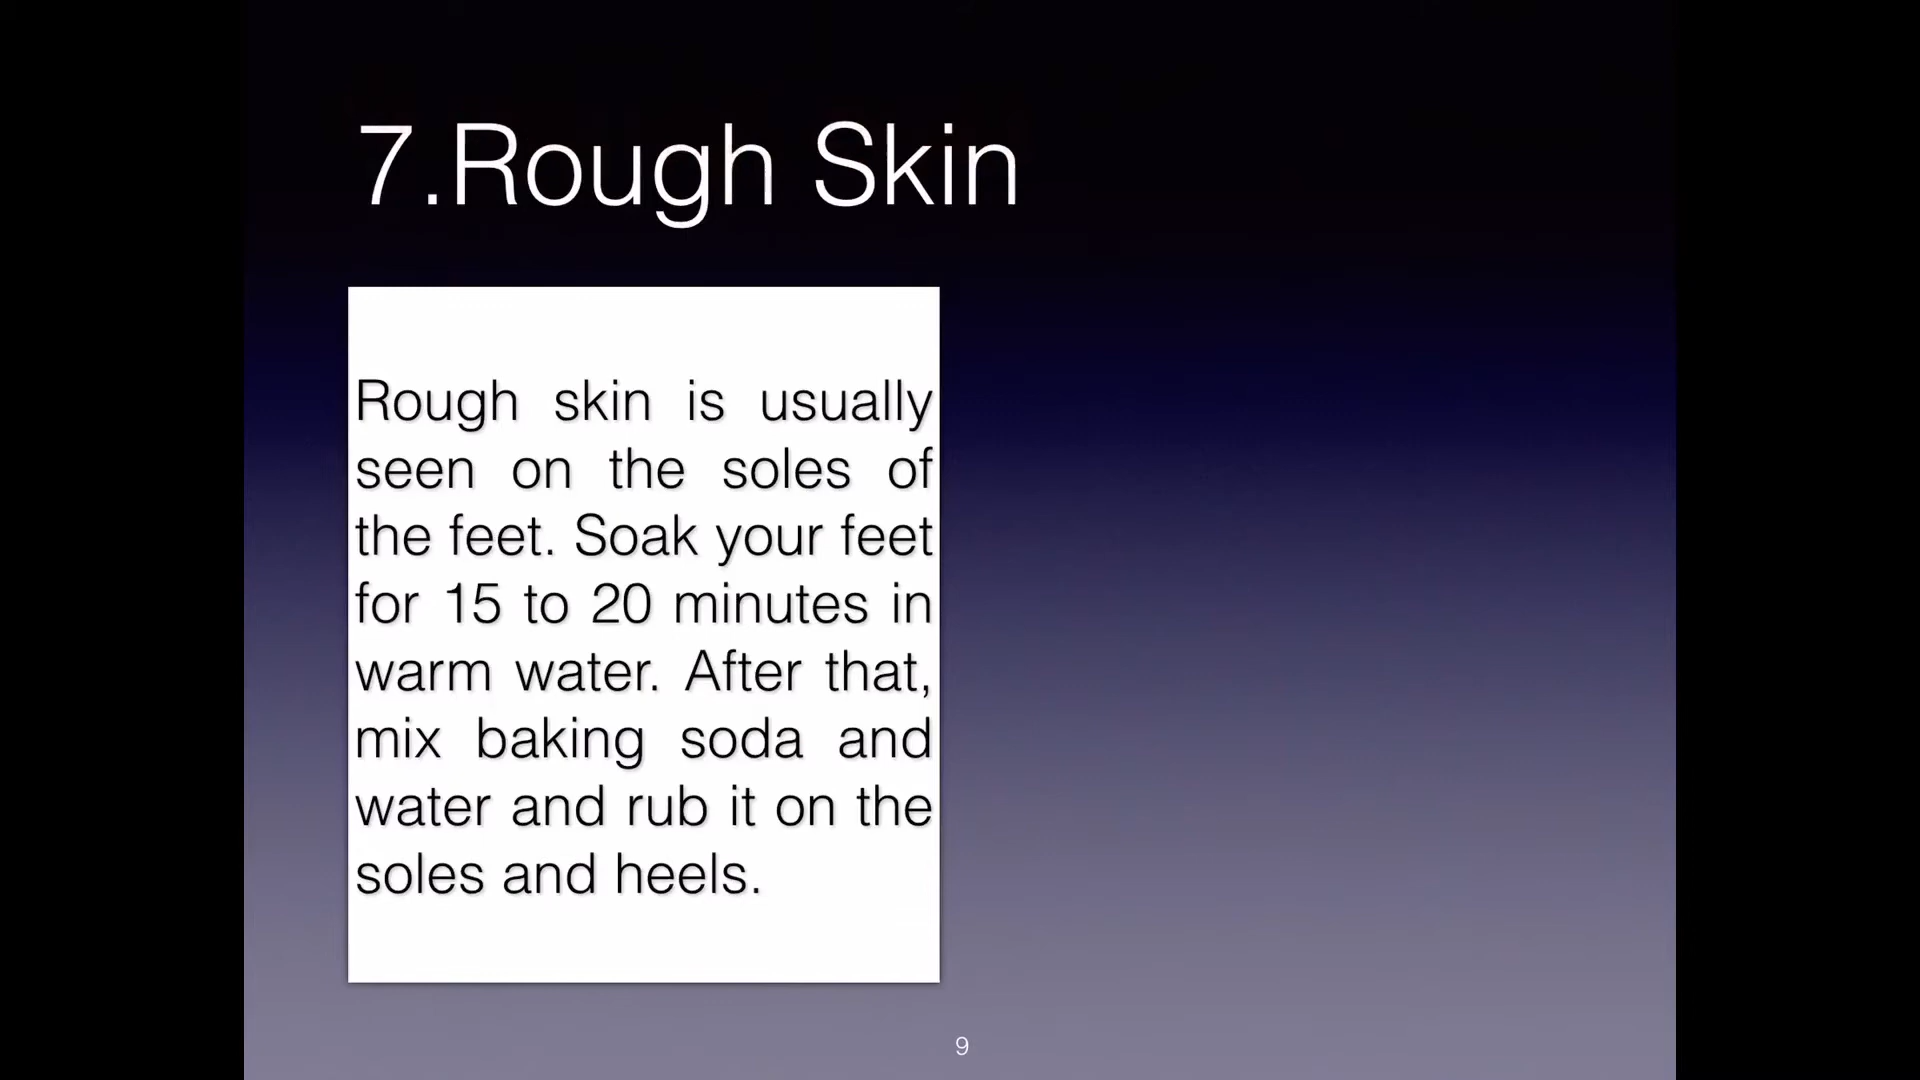 7.Rough Skin
Rough skin is usually
seen on the soles of
the feet. Soak your feet
for 15 to 20 minutes in
warm water. After that,
mix baking soda and
water and rub it on the
soles and heels.
9